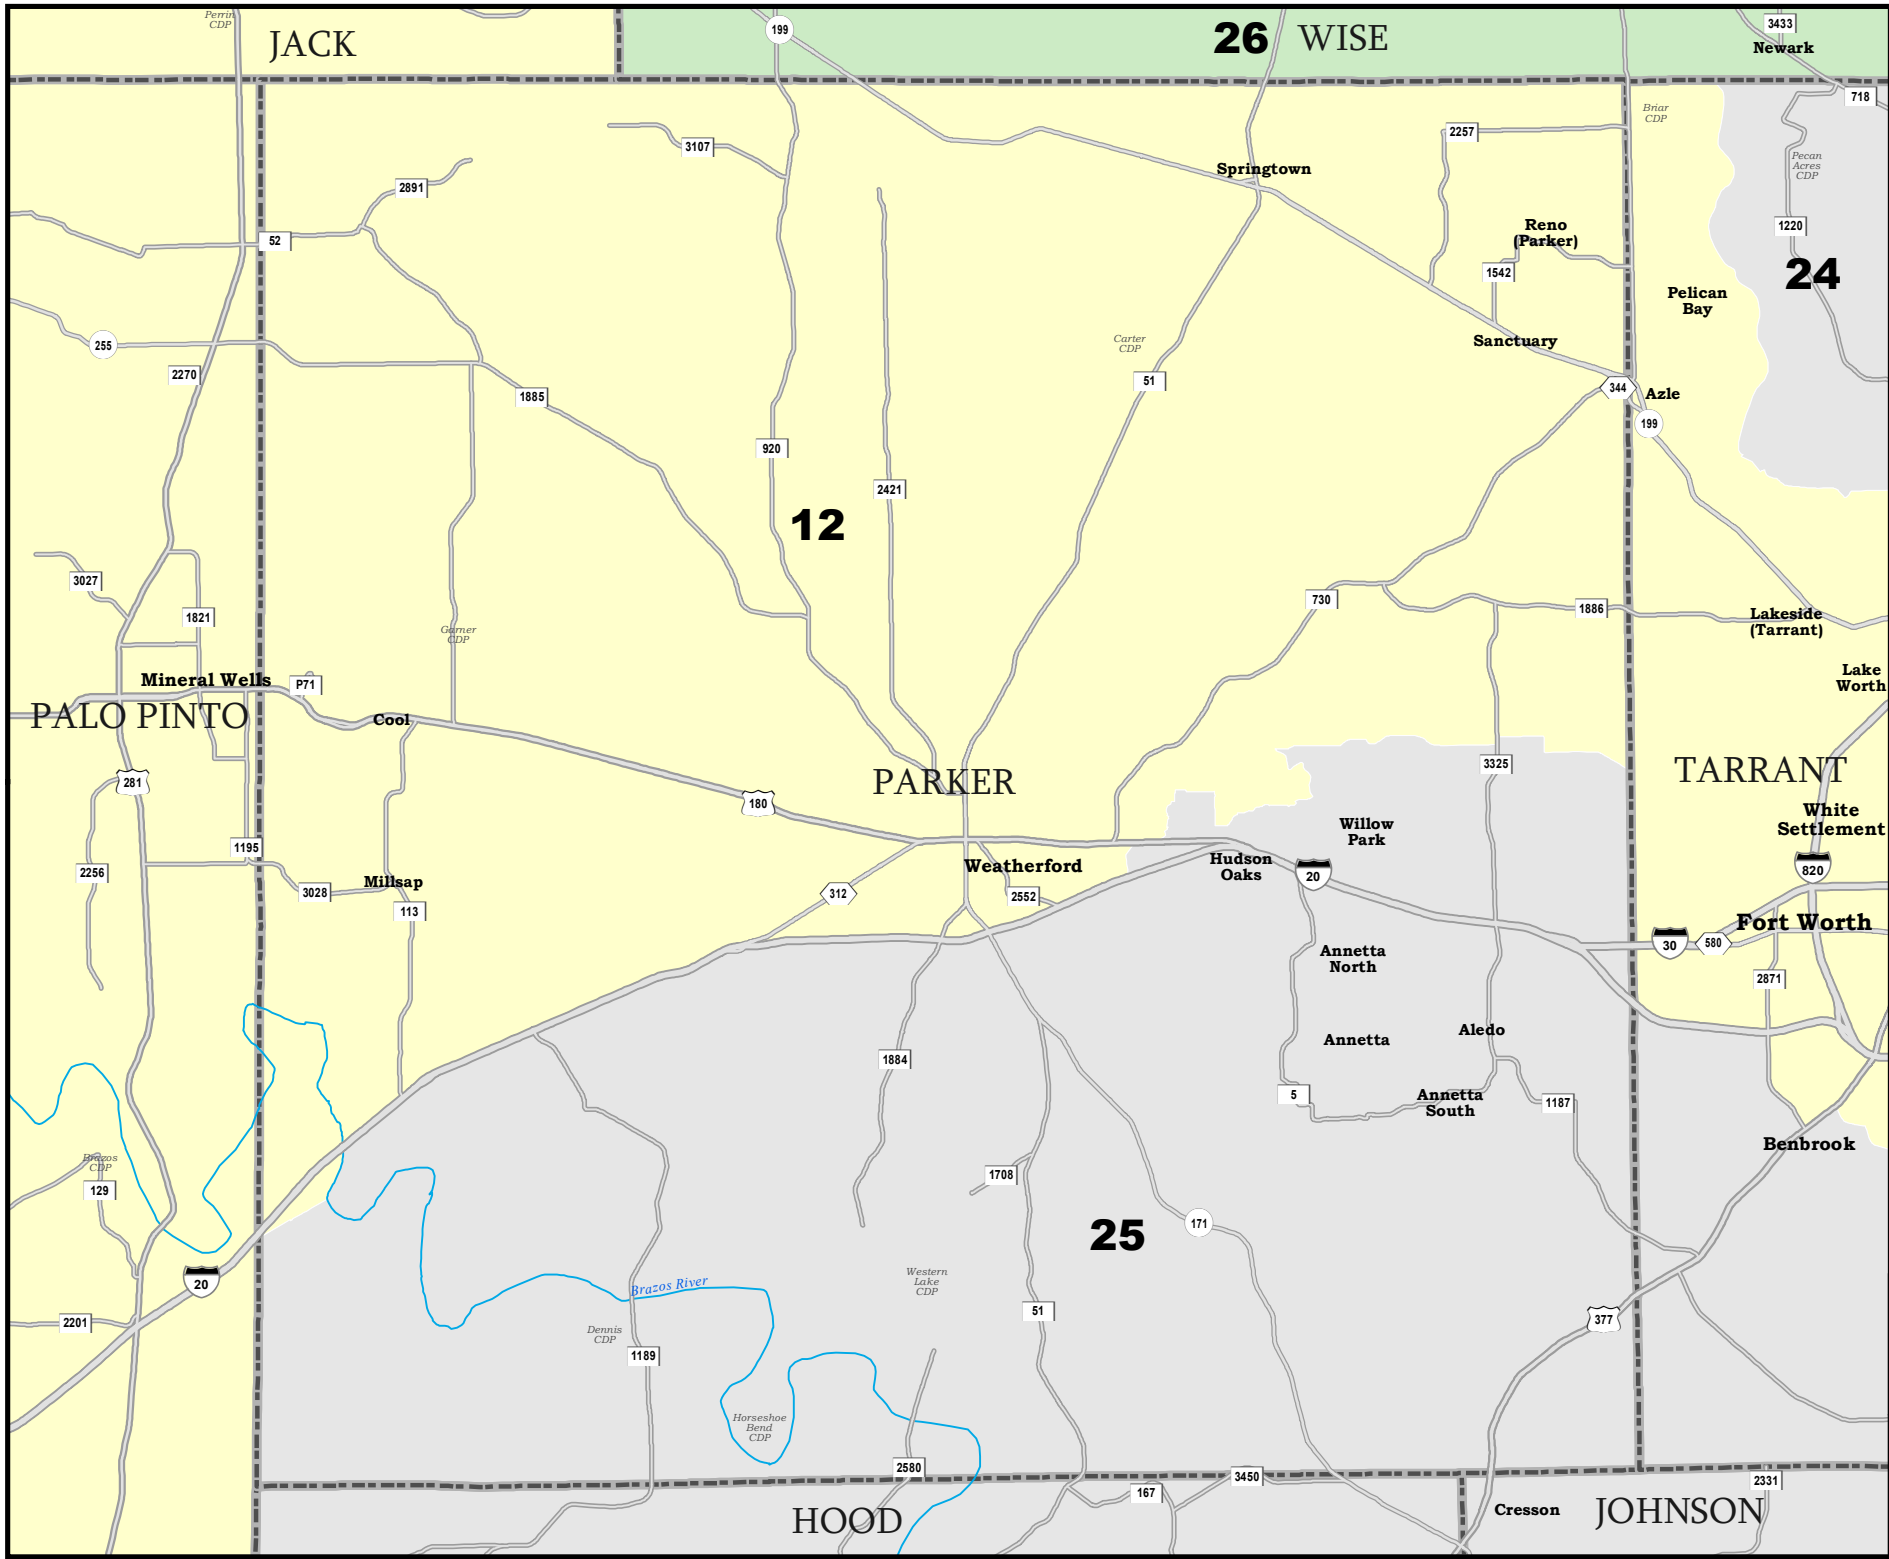 Perrin
CDP
JACK
199
26 WISE
3433
Newark
718
Briar
CDP
3107
2257
Pecan
Acres
CDP
Springtown
2891
1220
Reno
(Parker)
52
1542
24
Pelican
Bay
255
Carter
CDP
Sanctuary
2270
51
344
Azle
1885
199
920
2421
12
3027
1821
730
1886
Lakeside
(Tarrant)
Garner
CDP
Lake
Worth
Mineral Wells
P71
PALO PINTO
Cool
281
PARKER
3325
TARRANT
180
White
Settlement
Willow
Park
1195
2256
Weatherford
Hudson
Oaks
20
820
3028
Millsap
312
2552
113
Fort Worth
30
580
Annetta
North
2871
1884
Annetta
Aledo
5
Annetta
South
1187
Benbrook
Brazos
CDP
129
1708
25
171
20
Brazos River
Western
Lake
CDP
2201
51
377
Dennis
CDP
1189
Horseshoe
Bend
CDP
2580
3450
2331
167
HOOD
Cresson
JOHNSON